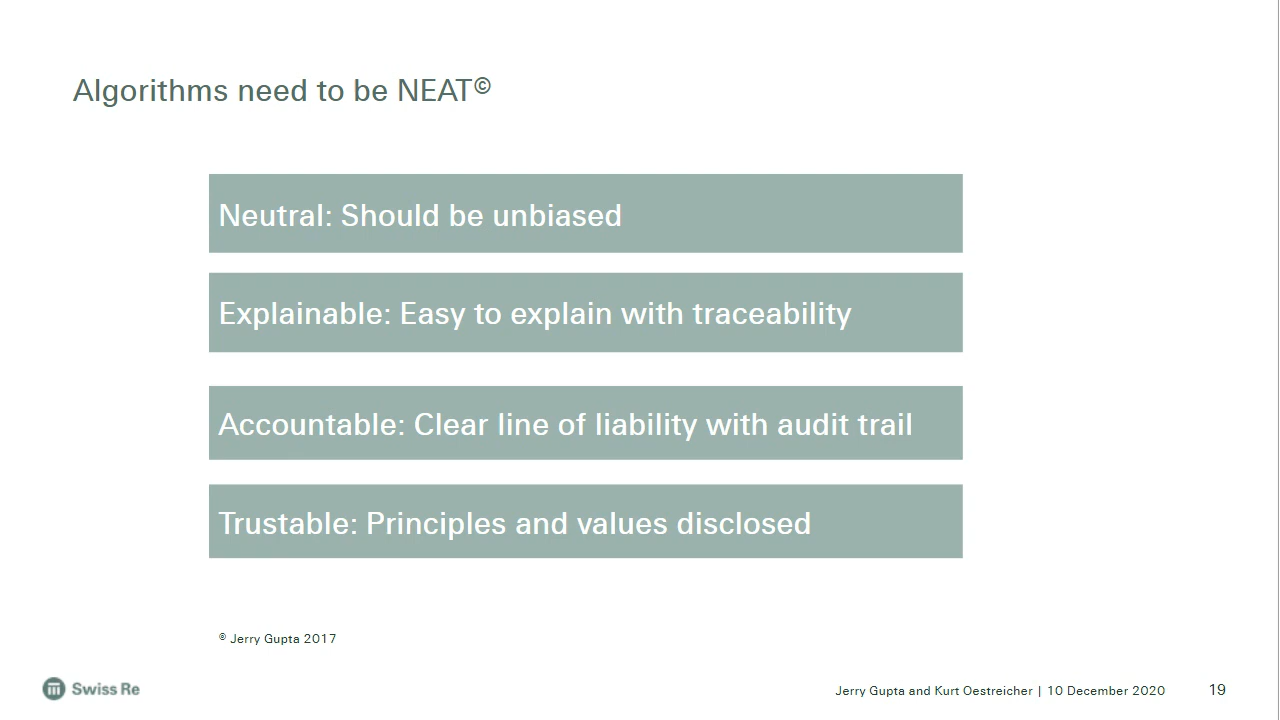 Algorithms need to be NEAT©
Neutral: Should be unbiased
Explainable: Easy to explain with traceability
Accountable: Clear line of liability with audit trail
Trustable: Principles and values disclosed
© Jerry Gupta 2017
Swiss Re
Jerry Gupta and Kurt Oestreicher | 10 December 2020
19